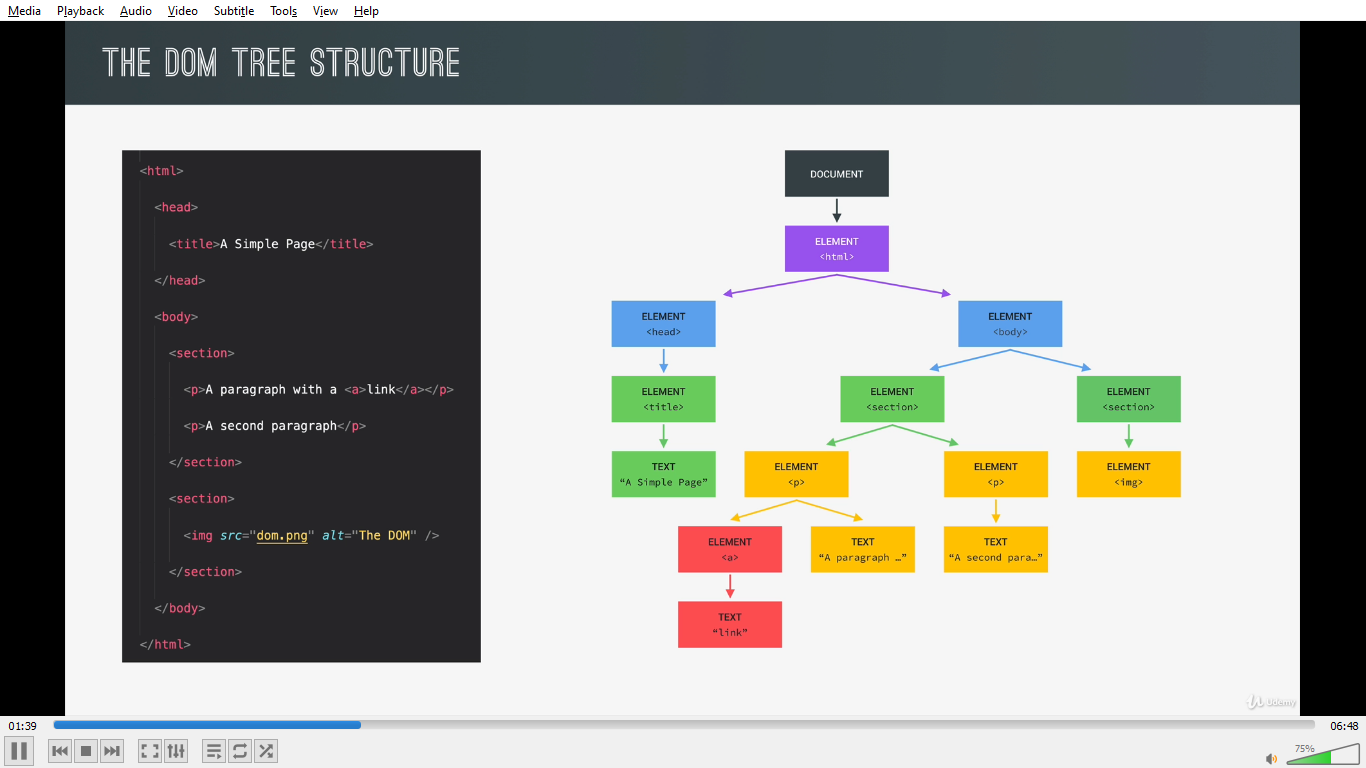 Media Playback Audio Video Subtitle Tools View Help
THE DOM TREE STRUCTURE
<html>
<head>
<title>A Simple Page</title>
</head>
<body>
<section>
<p>A paragraph with a <a>link</a></p>
<p>A second paragraph</p>
</section>
<section>
<img src="dom.png" alt="The DOM" />
</section>
</body>
</html>
DOCUMENT
ELEMENT
<html>
ELEMENT
<head>
ELEMENT
<body>
ELEMENT
<title>
ELEMENT
<section>
ELEMENT
<section>
TEXT
“A Simple Page”
ELEMENT
<p>
ELEMENT
<p>
ELEMENT
<img>
ELEMENT
<a>
TEXT
“A paragraph …”
TEXT
“A second para…”
TEXT
“link”
Udemy
01:39
06:48
75%